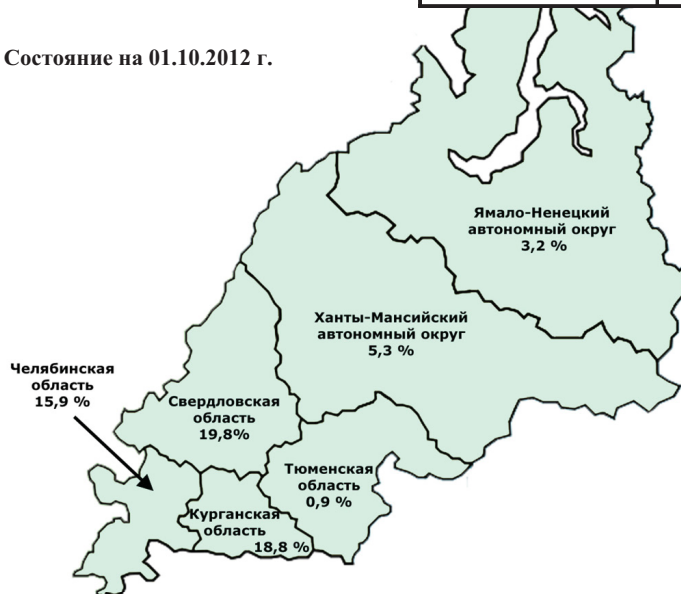 Состояние на 01.10.2012 г.
Ямало-Ненецкий
автономный округ
3,2 %
Ханты-Мансийский
автономный округ
5,3 %
Челябинская
область
15,9 %
Свердловская
область
19,8%
Тюменская
область
0,9 %
Курганская
область
18,8 %